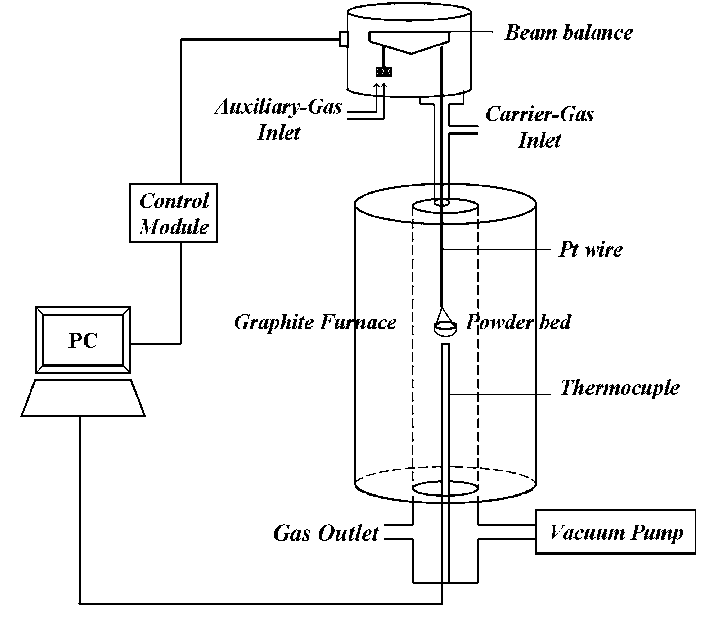 Beam balance
Auxiliary-Gas
Inlet
Carrier-Gas
Inlet
Control
Module
Pt wire
Graphite Furnace
Powder bed
PC
Thermocuple
Gas Outlet
Vacuum Pump